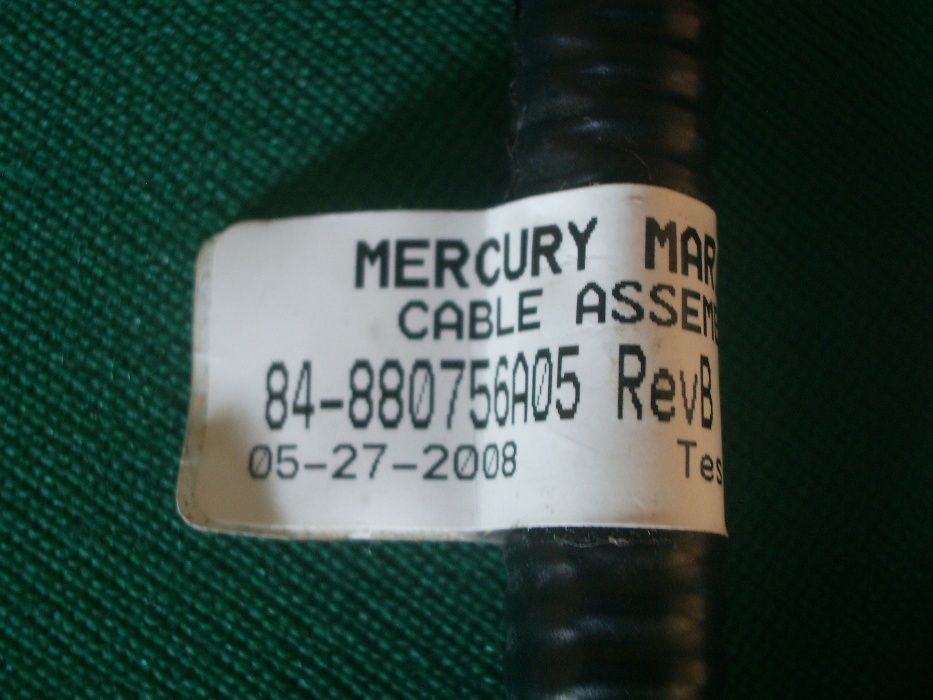 MERCURY MAR
CABLE ASSEM
84-880756A05 RevB
05-27-2008 Tes